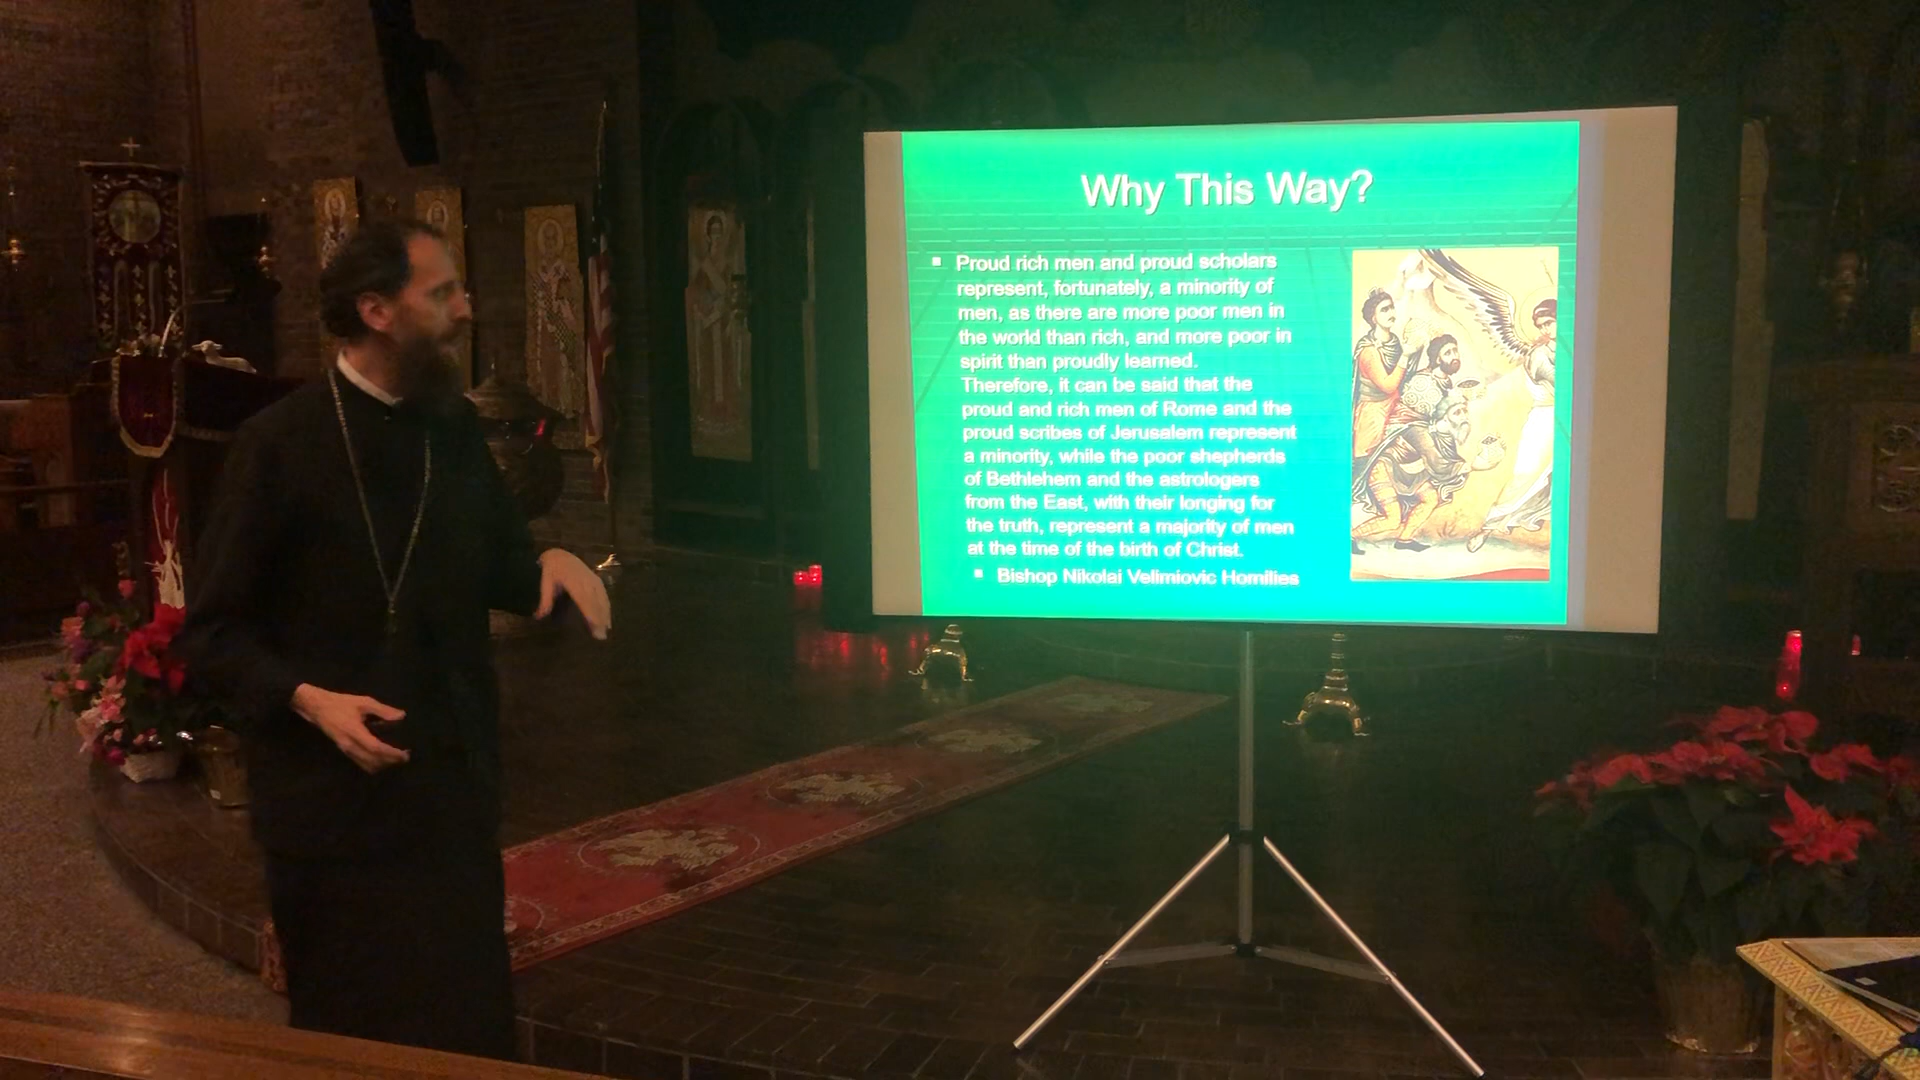 Why This Way?
Proud rich men and proud scholars
represent, fortunately, a minority of
men, as there are more poor men in
the world than rich, and more poor in
spirit than proudly learned.
Therefore, it can be said that the
proud and rich men of Rome and the
proud scribes of Jerusalem represent
a minority, while the poor shepherds
of Bethlehem and the astrologers
from the East, with their longing for
the truth, represent a majority of men
at the time of the birth of Christ.
Bishop Nikolai Velimiovic Homilies